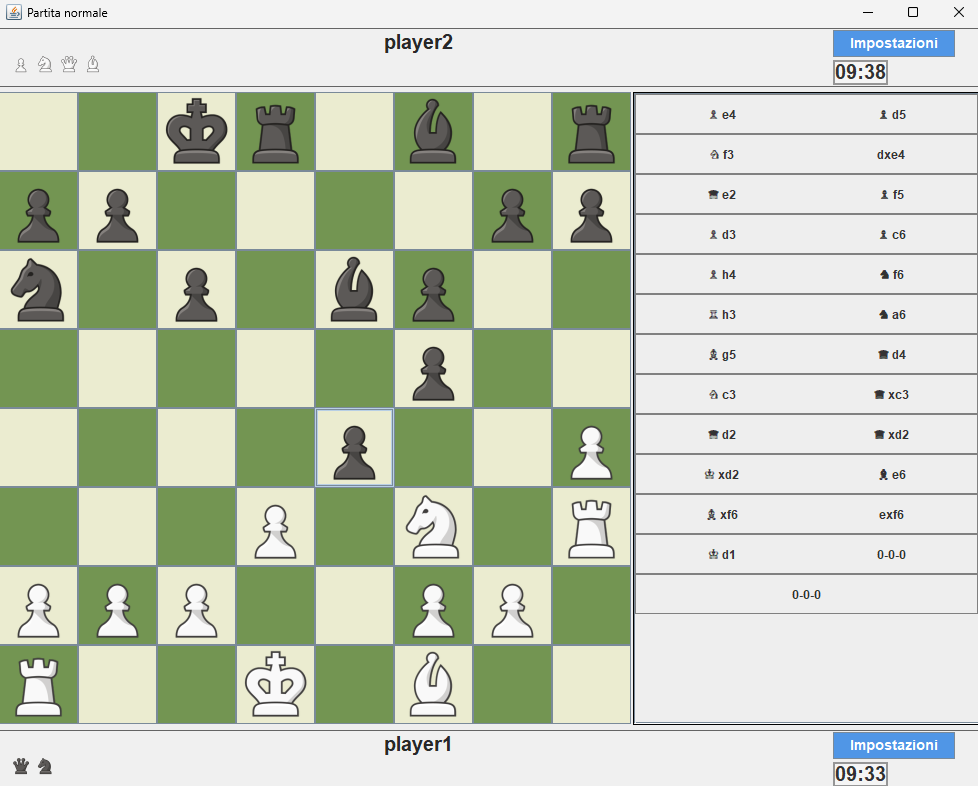 Partita normale
player2
Impostazioni
09:38
♗ e4 ♝ d5
♘ f3 dxe4
♛ e2 ♝ f5
♗ d3 ♝ c6
♗ h4 ♞ f6
♖ h3 ♞ a6
♗ g5 ♛ d4
♘ c3 ♛ xc3
♛ d2 ♛ xd2
♔ xd2 ♝ e6
♗ xf6 exf6
♔ d1 0-0-0
0-0-0
player1
Impostazioni
09:33